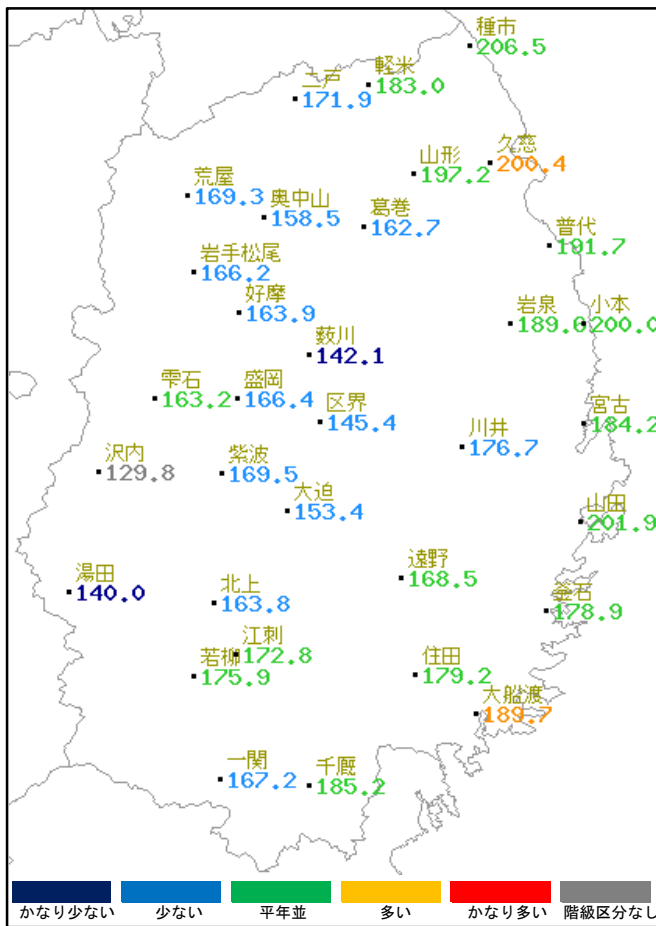 種市
206.5
軽米
183.0
二戸
171.9
久慈
200.4
山形
197.2
荒屋
169.3
奥中山
158.5
葛巻
162.7
普代
191.7
岩手松尾
166.2
好摩
163.9
岩泉
189.6
小本
200.0
薮川
142.1
雫石
163.2
盛岡
166.4
区界
145.4
宮古
184.2
川井
176.7
沢内
129.8
紫波
169.5
大迫
153.4
山田
201.9
遠野
168.5
湯田
140.0
北上
163.8
釜石
178.9
江刺
172.8
若柳
175.9
住田
179.2
大船渡
189.7
一関
167.2
千厩
185.2
かなり少ない 少ない 平年並 多い かなり多い 階級区分なし